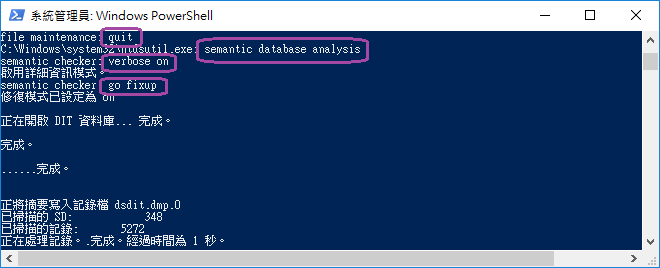 系統管理員: Windows PowerShell
file maintenance: quit
C:\Windows\system32\ntdsutil.exe: semantic database analysis
semantic checker: verbose on
啟用詳細資訊模式。
semantic checker: go fixup
修復模式已設定為 on
正在開啟 DIT 資料庫... 完成。
完成。
......完成。
正將摘要寫入記錄檔 dsdit.dmp.0
已掃描的 SD: 348
已掃描的記錄: 5272
正在處理記錄。.完成。經過時間為 1 秒。